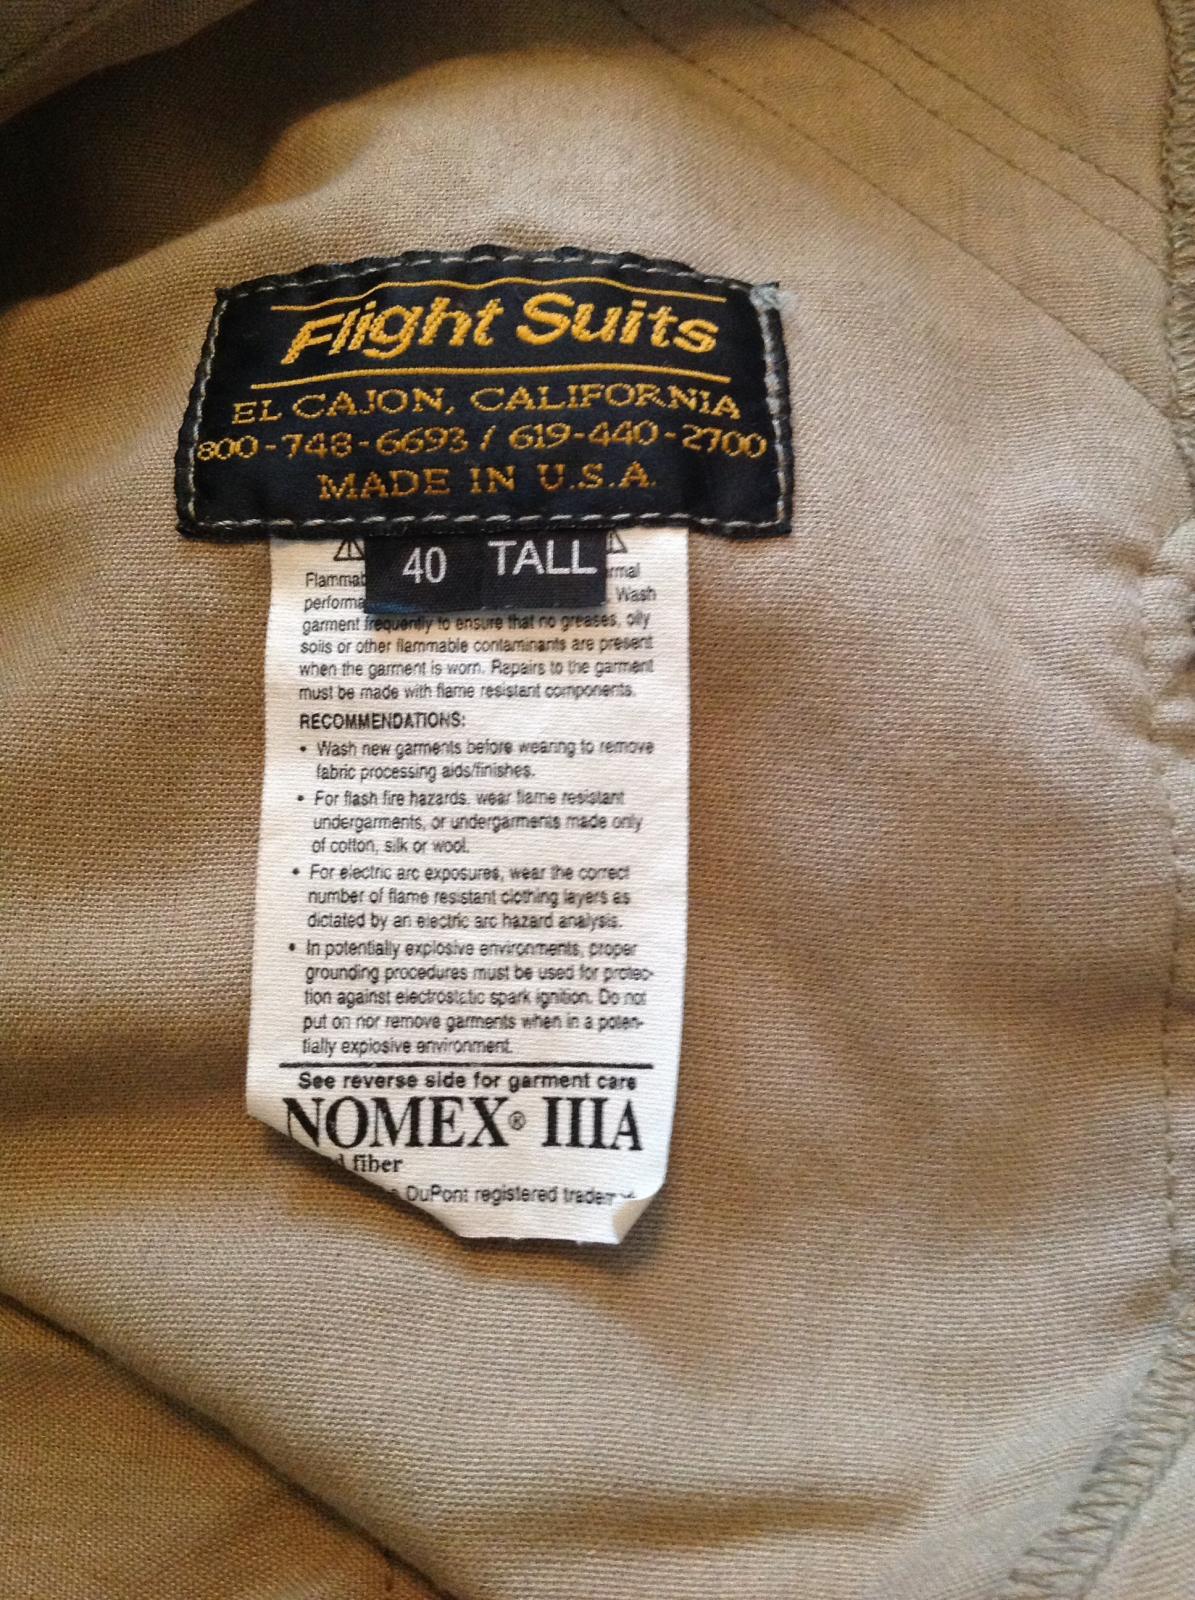 Flight Suits
EL CAJON, CALIFORNIA
800-748-6693 / 619-440-2700
MADE IN U.S.A.
40 TALL
garment frequently to ensure that no greases, oily
soils or other flammable contaminants are present
when the garment is worn. Repairs to the garment
must be made with flame resistant components.
RECOMMENDATIONS:
• Wash new garments before wearing to remove
fabric processing aids/finishes.
• For flash fire hazards, wear flame resistant
undergarments, or undergarments made only
of cotton, silk or wool.
• For electric arc exposures, wear the correct
number of flame resistant clothing layers as
dictated by an electric arc hazard analysis.
• In potentially explosive environments, proper
grounding procedures must be used for protec-
tion against electrostatic spark ignition. Do not
put on nor remove garments when in a poten-
tially explosive environment.
See reverse side for garment care
NOMEX® IIIA
fiber
DuPont registered